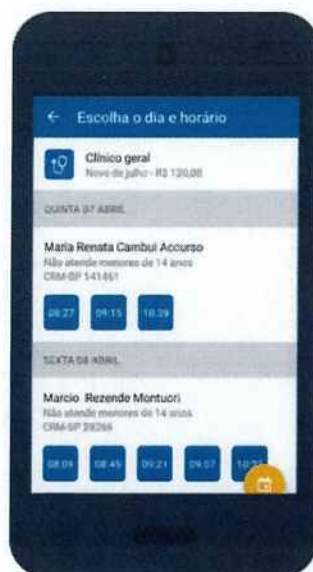 Escolha o dia e horário
Clínico geral
Nove de julho - R$ 120,00
QUINTA 07 ABRIL
Maria Renata Cambui Accurso
Não atende menores de 14 anos
CRM-SP 141461
08:27 09:15 10:39
SEXTA 08 ABRIL
Marcio Rezende Montuori
Não atende menores de 14 anos
CRM-SP 28266
08:09 08:45 09:21 09:57